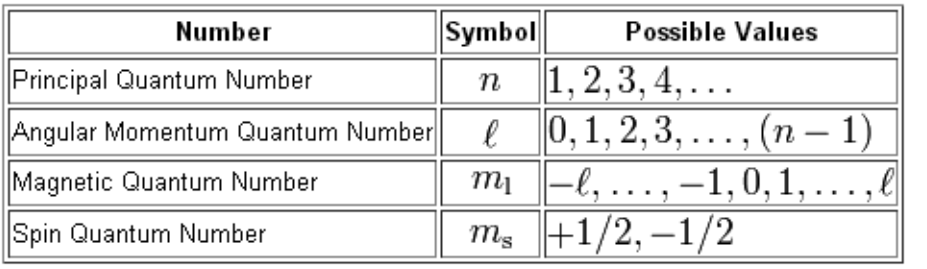 Number Symbol Possible Values
Principal Quantum Number n 1, 2, 3, 4, . . .
Angular Momentum Quantum Number ℓ 0, 1, 2, 3, . . . , (n − 1)
Magnetic Quantum Number mₗ −ℓ, . . . , −1, 0, 1, . . . , ℓ
Spin Quantum Number mₛ +1/2, −1/2